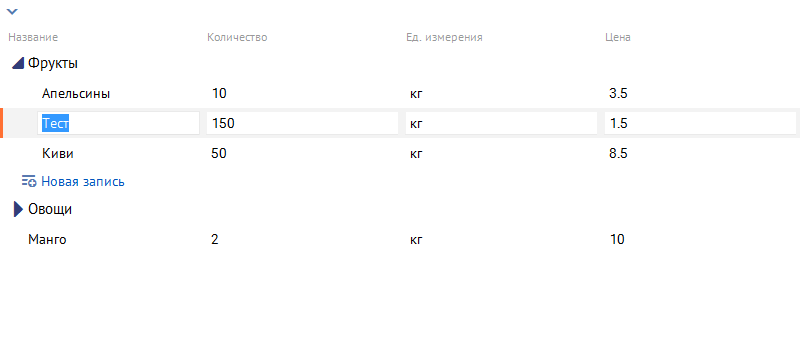 Название Количество Ед. измерения Цена
Фрукты
Апельсины 10 кг 3.5
Тест 150 кг 1.5
Киви 50 кг 8.5
Новая запись
Овощи
Манго 2 кг 10